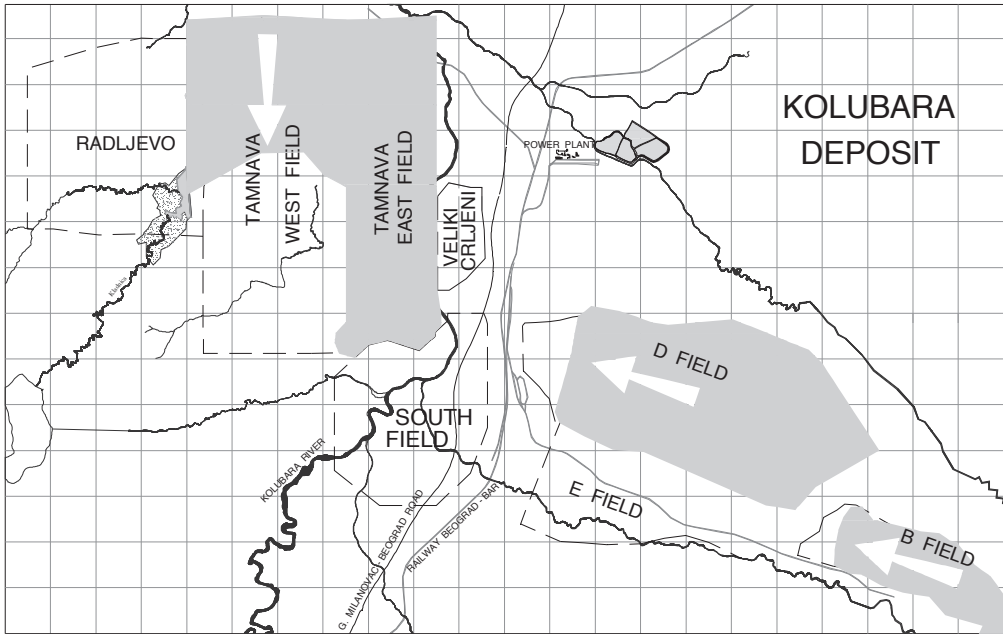 KOLUBARA
DEPOSIT
RADLJEVO
POWER PLANT
TAMNAVA
WEST FIELD
TAMNAVA
EAST FIELD
VELIKI
CRLJENI
D FIELD
SOUTH
FIELD
KOLUBARA RIVER
E FIELD
B FIELD
G. MILANOVAC - BEOGRAD ROAD
RAILWAY BEOGRAD - BAR